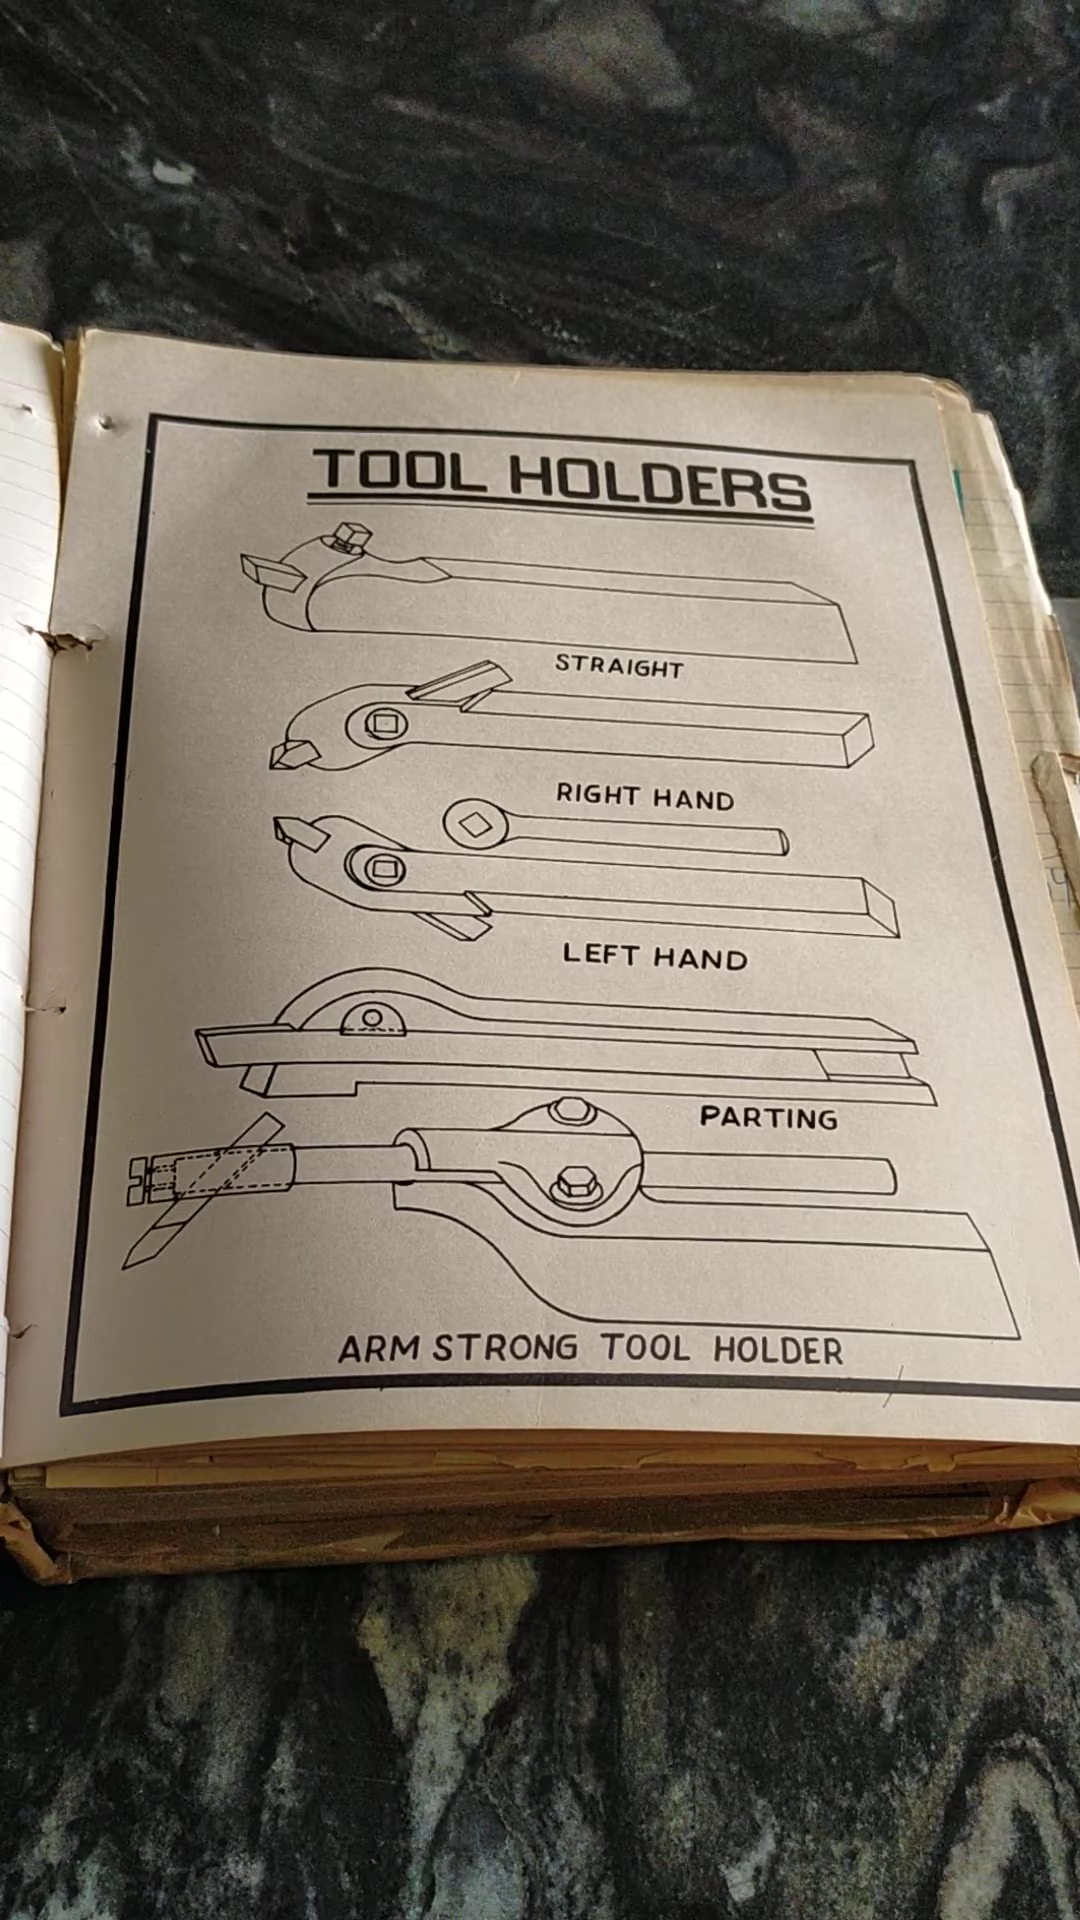 TOOL HOLDERS
STRAIGHT
RIGHT HAND
LEFT HAND
PARTING
ARM STRONG TOOL HOLDER